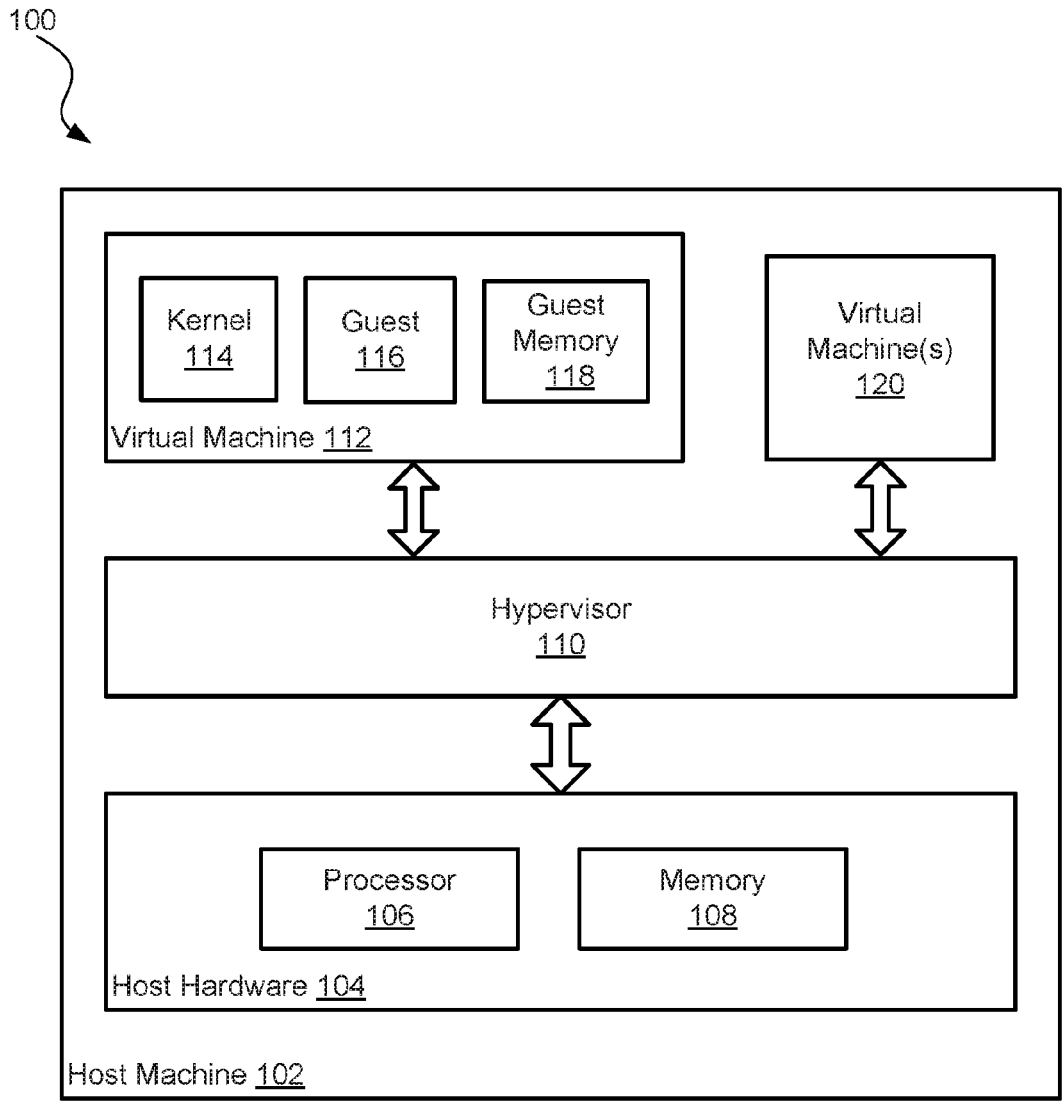 100
Kernel
114
Guest
116
Guest
Memory
118
Virtual Machine 112
Virtual
Machine(s)
120
Hypervisor
110
Processor
106
Memory
108
Host Hardware 104
Host Machine 102